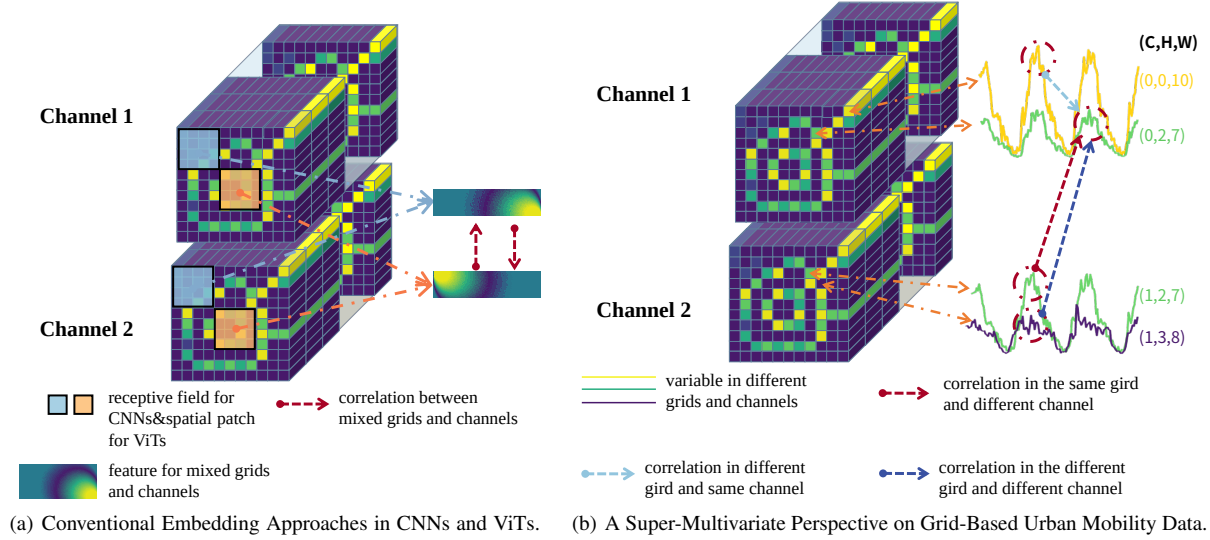 Channel 1
Channel 2
receptive field for
CNNs&spatial patch
for ViTs
correlation between
mixed grids and channels
feature for mixed grids
and channels
(a) Conventional Embedding Approaches in CNNs and ViTs.
Channel 1
Channel 2
(C,H,W)
(0,0,10)
(0,2,7)
(1,2,7)
(1,3,8)
variable in different
grids and channels
correlation in the same gird
and different channel
correlation in different
gird and same channel
correlation in the different
gird and different channel
(b) A Super-Multivariate Perspective on Grid-Based Urban Mobility Data.